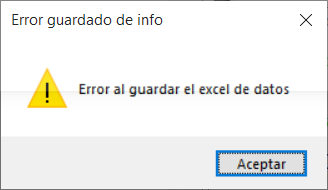 Error guardado de info
Error al guardar el excel de datos
Aceptar